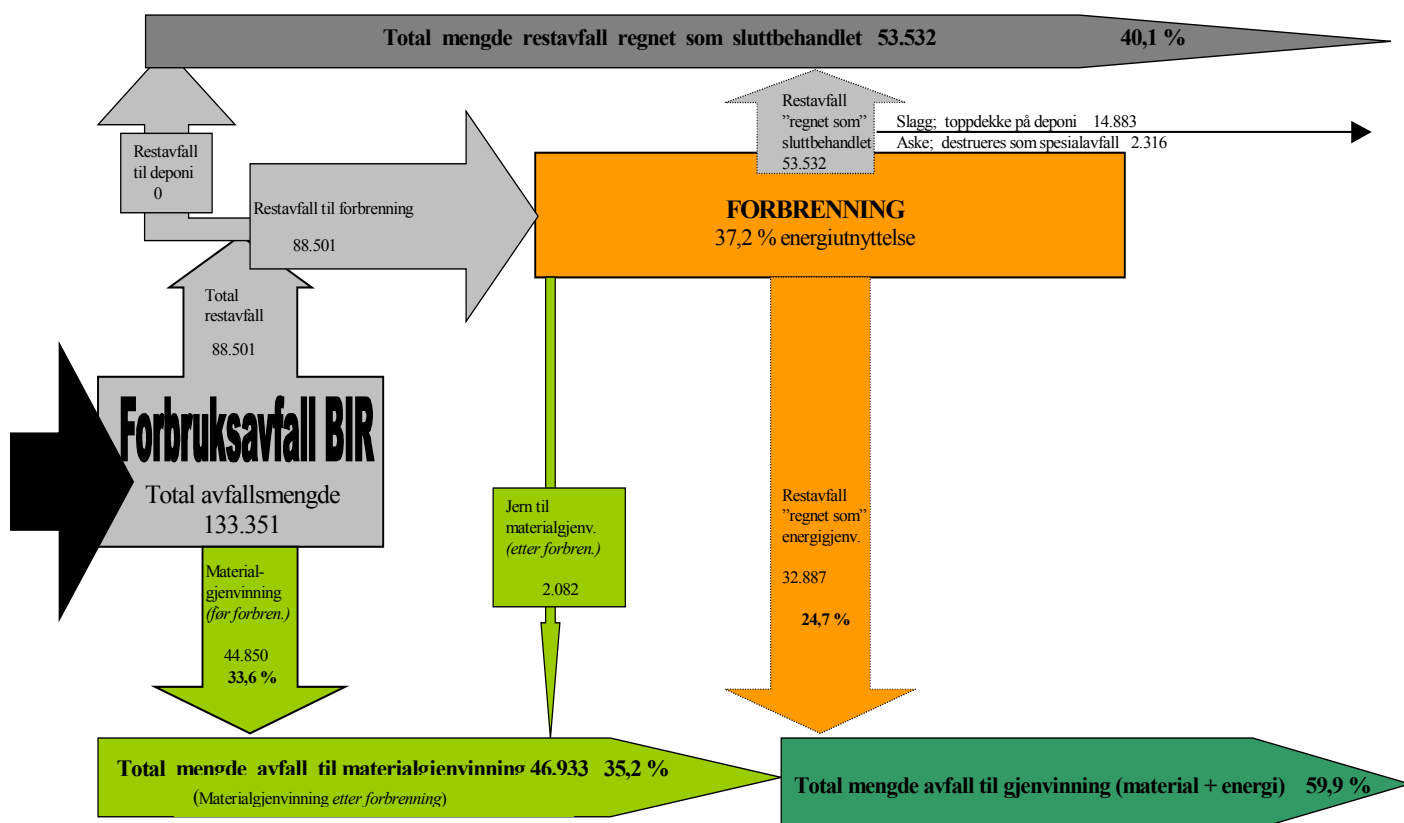 Total mengde restavfall regnet som sluttbehandlet 53.532 40,1 %
Restavfall
”regnet som”
sluttbehandlet
53.532
Slagg; toppdekke på deponi 14.883
Aske; destrueres som spesialavfall 2.316
Restavfall
til deponi
0
Restavfall til forbrenning
88.501
FORBRENNING
37,2 % energiutnyttelse
Total
restavfall
88.501
Forbruksavfall BIR
Total avfallsmengde
133.351
Material-
gjenvinning
(før forbren.)
44.850
33,6 %
Jern til
materialgjenv.
(etter forbren.)
2.082
Restavfall
”regnet som”
energigjenv.
32.887
24,7 %
Total mengde avfall til materialgjenvinning 46.933 35,2 %
(Materialgjenvinning etter forbrenning)
Total mengde avfall til gjenvinning (material + energi) 59,9 %